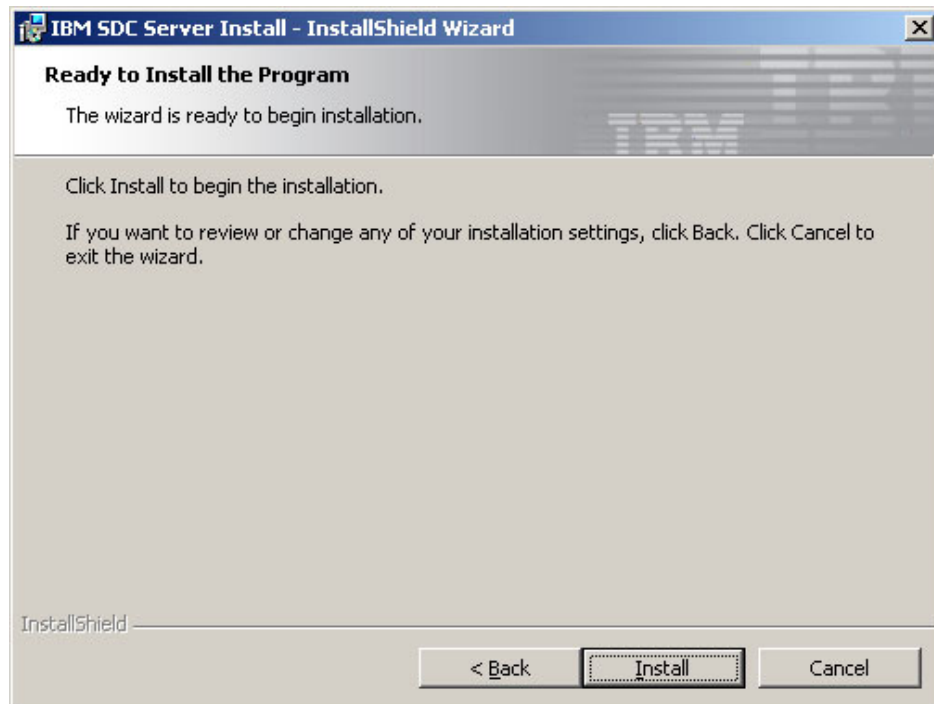 IBM SDC Server Install - InstallShield Wizard
Ready to Install the Program
The wizard is ready to begin installation.
IBM
Click Install to begin the installation.
If you want to review or change any of your installation settings, click Back. Click Cancel to
exit the wizard.
InstallShield
< Back
Install
Cancel